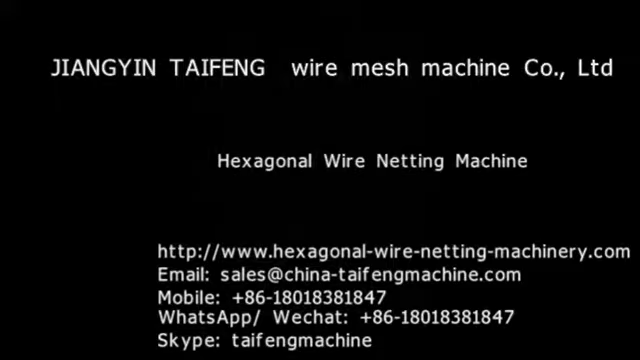 JIANGYIN TAIFENG wire mesh machine Co., Ltd
Hexagonal Wire Netting Machine
http://www.hexagonal-wire-netting-machinery.com
Email: sales@china-taifengmachine.com
Mobile: +86-18018381847
WhatsApp/ Wechat: +86-18018381847
Skype: taifengmachine